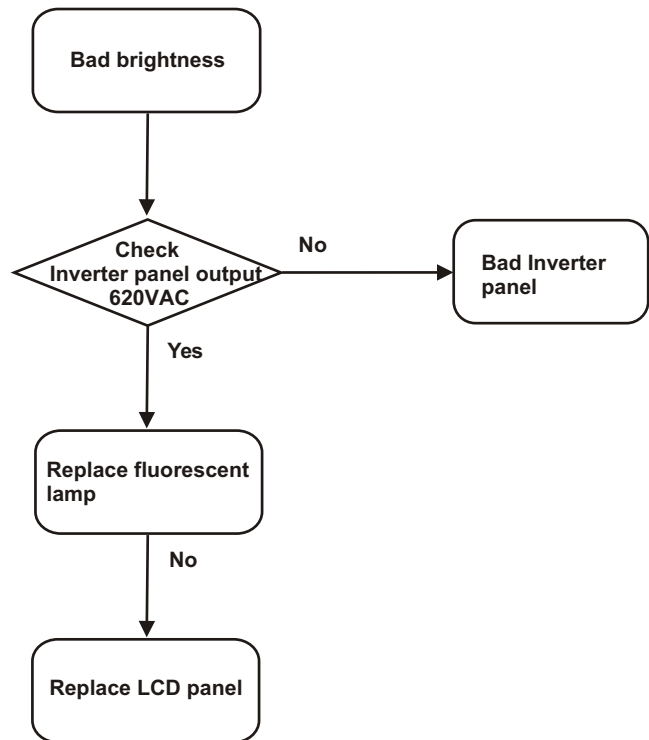 Bad brightness
Check
Inverter panel output
620VAC
No
Bad Inverter
panel
Yes
Replace fluorescent
lamp
No
Replace LCD panel